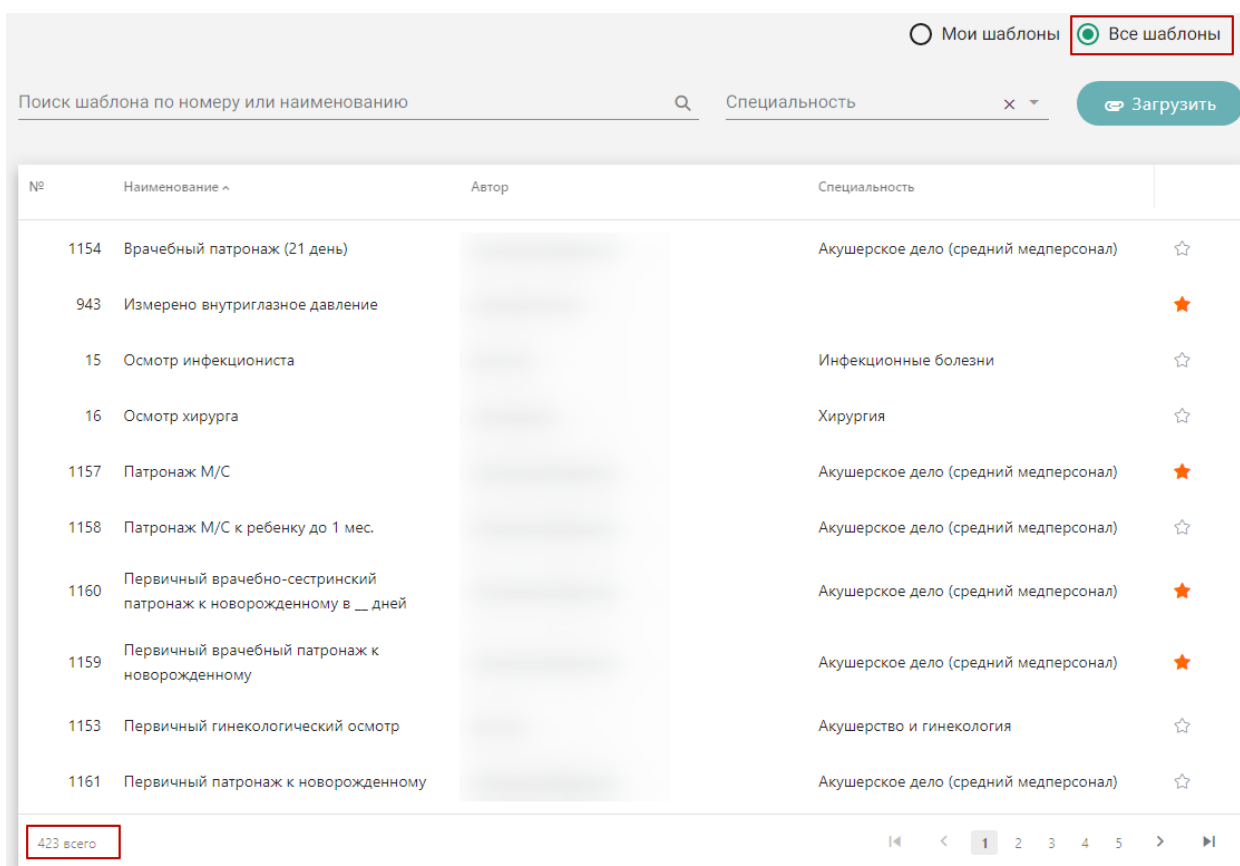 Мои шаблоны Все шаблоны
Поиск шаблона по номеру или наименованию Специальность Загрузить
№ Наименование Автор Специальность
1154 Врачебный патронаж (21 день) Акушерское дело (средний медперсонал)
943 Измерено внутриглазное давление
15 Осмотр инфекциониста Инфекционные болезни
16 Осмотр хирурга Хирургия
1157 Патронаж М/С Акушерское дело (средний медперсонал)
1158 Патронаж М/С к ребенку до 1 мес. Акушерское дело (средний медперсонал)
1160 Первичный врачебно-сестринский
патронаж к новорожденному в __ дней Акушерское дело (средний медперсонал)
1159 Первичный врачебный патронаж к
новорожденному Акушерское дело (средний медперсонал)
1153 Первичный гинекологический осмотр Акушерство и гинекология
1161 Первичный патронаж к новорожденному Акушерское дело (средний медперсонал)
423 всего 1 2 3 4 5